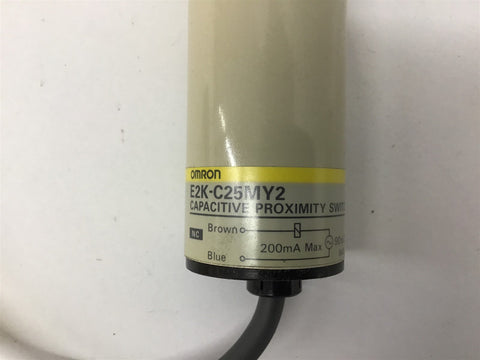 OMRON
E2K-C25MY2
CAPACITIVE PROXIMITY
NC Brown
200mA Max
Blue